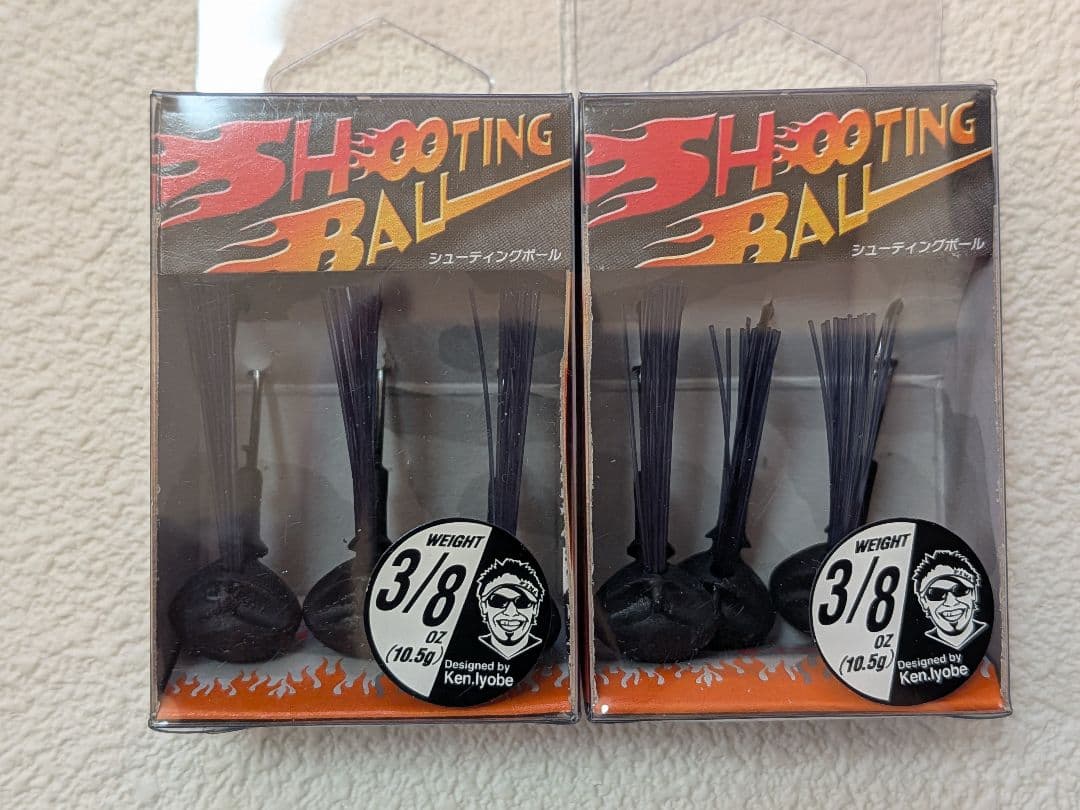 SHOOTING
BALL
シューティングボール
WEIGHT
3/8
OZ
(10.5g)
Designed by
Ken.Iyobe
SHOOTING
BALL
シューティングボール
WEIGHT
3/8
OZ
(10.5g)
Designed by
Ken.Iyobe